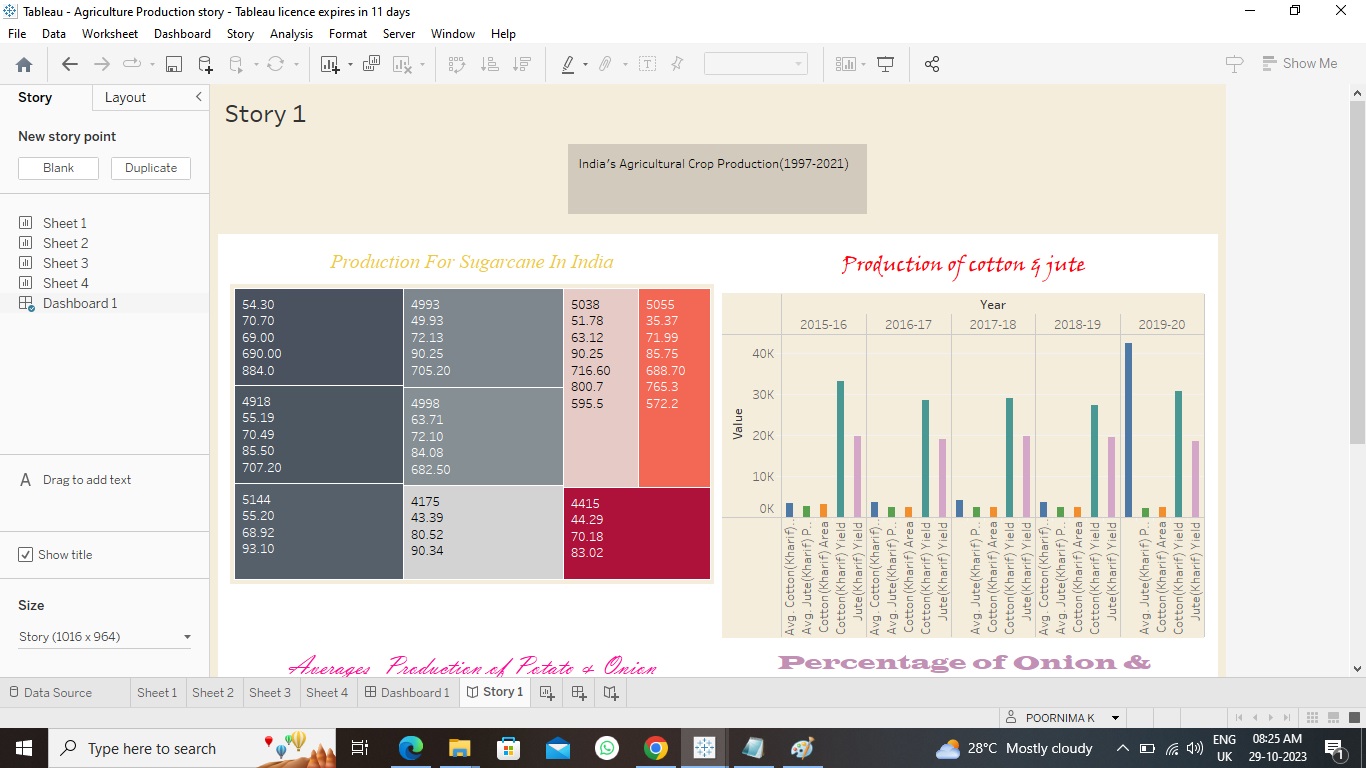 Tableau - Agriculture Production story - Tableau licence expires in 11 days
File Data Worksheet Dashboard Story Analysis Format Server Window Help
Show Me
Story Layout
New story point
Blank Duplicate
Sheet 1
Sheet 2
Sheet 3
Sheet 4
Dashboard 1
A Drag to add text
Show title
Size
Story (1016 x 964)
Story 1
India's Agricultural Crop Production(1997-2021)
Production For Sugarcane In India
54.30
70.70
69.00
690.00
884.0
4918
55.19
70.49
85.50
707.20
5144
55.20
68.92
93.10
4993
49.93
72.13
90.25
705.20
4998
63.71
72.10
84.08
682.50
4175
43.39
80.52
90.34
5038
51.78
63.12
90.25
716.60
800.7
595.5
5055
35.37
71.99
85.75
688.70
765.3
572.2
4415
44.29
70.18
83.02
Production of cotton & jute
Year
2015-16 2016-17 2017-18 2018-19 2019-20
Value
40K
30K
20K
10K
0K
Avg. Cotton(Kharif)..
Avg. Jute(Kharif) P..
Cotton(Kharif) Area
Cotton(Kharif) Yield
Jute(Kharif) Yield
Avg. Cotton(Kharif)..
Avg. Jute(Kharif) P..
Cotton(Kharif) Area
Cotton(Kharif) Yield
Jute(Kharif) Yield
Avg. Jute(Kharif) P..
Cotton(Kharif) Area
Cotton(Kharif) Yield
Jute(Kharif) Yield
Avg. Cotton(Kharif)..
Avg. Jute(Kharif) P..
Cotton(Kharif) Area
Cotton(Kharif) Yield
Jute(Kharif) Yield
Avg. Jute(Kharif) P..
Cotton(Kharif) Area
Cotton(Kharif) Yield
Jute(Kharif) Yield
Averages Production of Potato & Onion
Percentage of Onion &
Data Source Sheet 1 Sheet 2 Sheet 3 Sheet 4 Dashboard 1 Story 1
POORNIMA K
Type here to search
28°C Mostly cloudy
ENG
UK
08:25 AM
29-10-2023
1